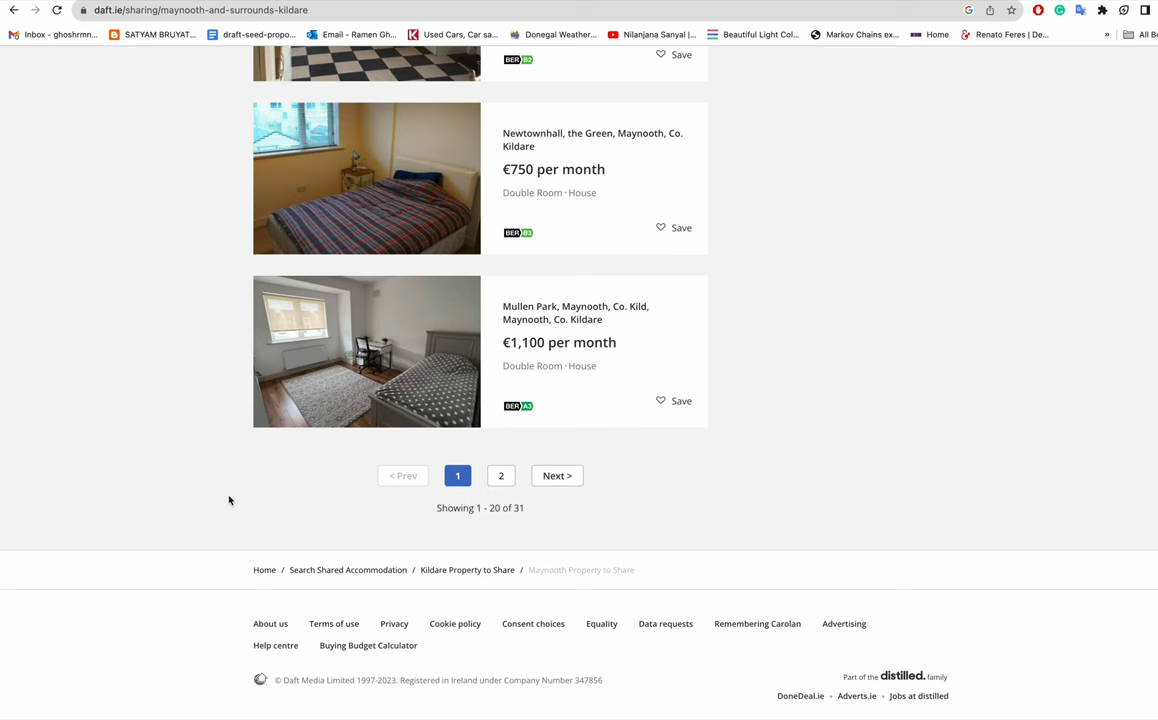 daft.ie/sharing/maynooth-and-surrounds-kildare
Inbox - ghoshrmn... SATYAM BRUYAT... draft-seed-propo... Email - Ramen Gh... Used Cars, Car sa... Donegal Weather... Nilanjana Sanyal |... Beautiful Light Col... Markov Chains ex... Home Renato Feres | De... » All Bo
BER B2
Save
Newtownhall, the Green, Maynooth, Co.
Kildare
€750 per month
Double Room · House
BER B3
Save
Mullen Park, Maynooth, Co. Kild,
Maynooth, Co. Kildare
€1,100 per month
Double Room · House
BER A3
Save
< Prev 1 2 Next >
Showing 1 - 20 of 31
Home / Search Shared Accommodation / Kildare Property to Share / Maynooth Property to Share
About us Terms of use Privacy Cookie policy Consent choices Equality Data requests Remembering Carolan Advertising
Help centre Buying Budget Calculator
© Daft Media Limited 1997-2023. Registered in Ireland under Company Number 347856
Part of the distilled. family
DoneDeal.ie • Adverts.ie • Jobs at distilled